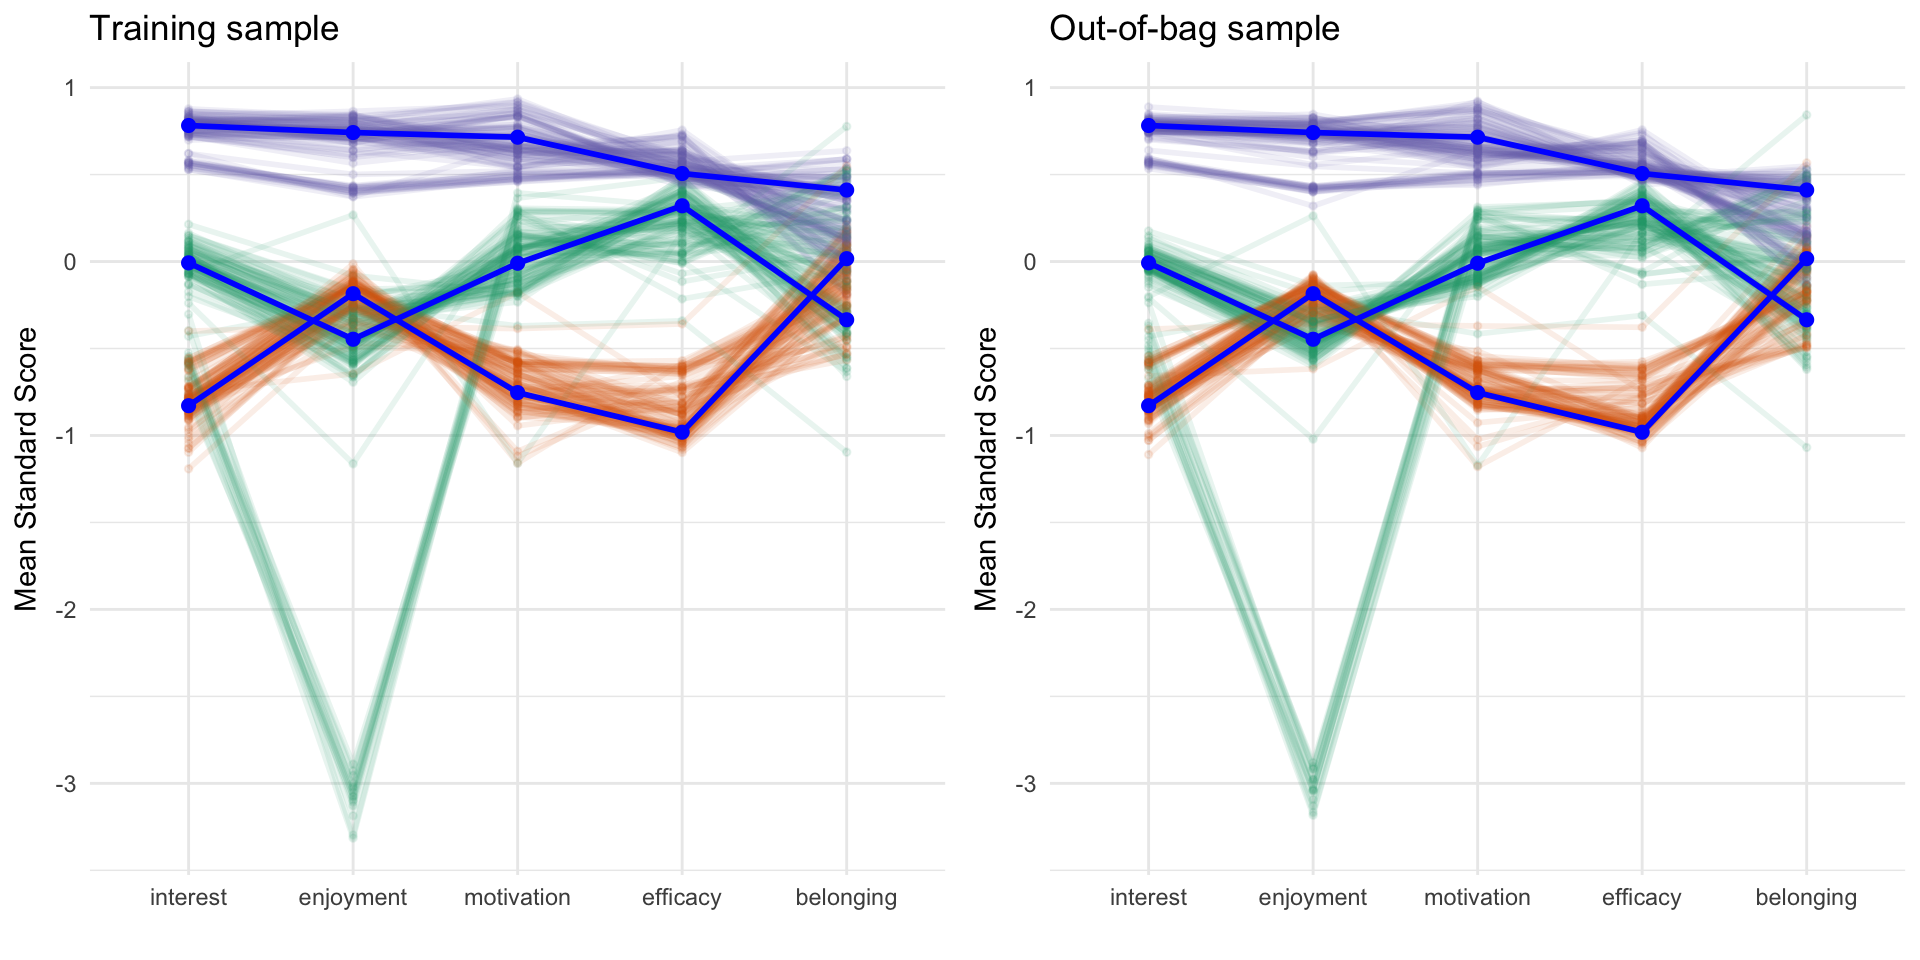 Training sample
Mean Standard Score
1
0
-1
-2
-3
interest enjoyment motivation efficacy belonging
Out-of-bag sample
Mean Standard Score
1
0
-1
-2
-3
interest enjoyment motivation efficacy belonging